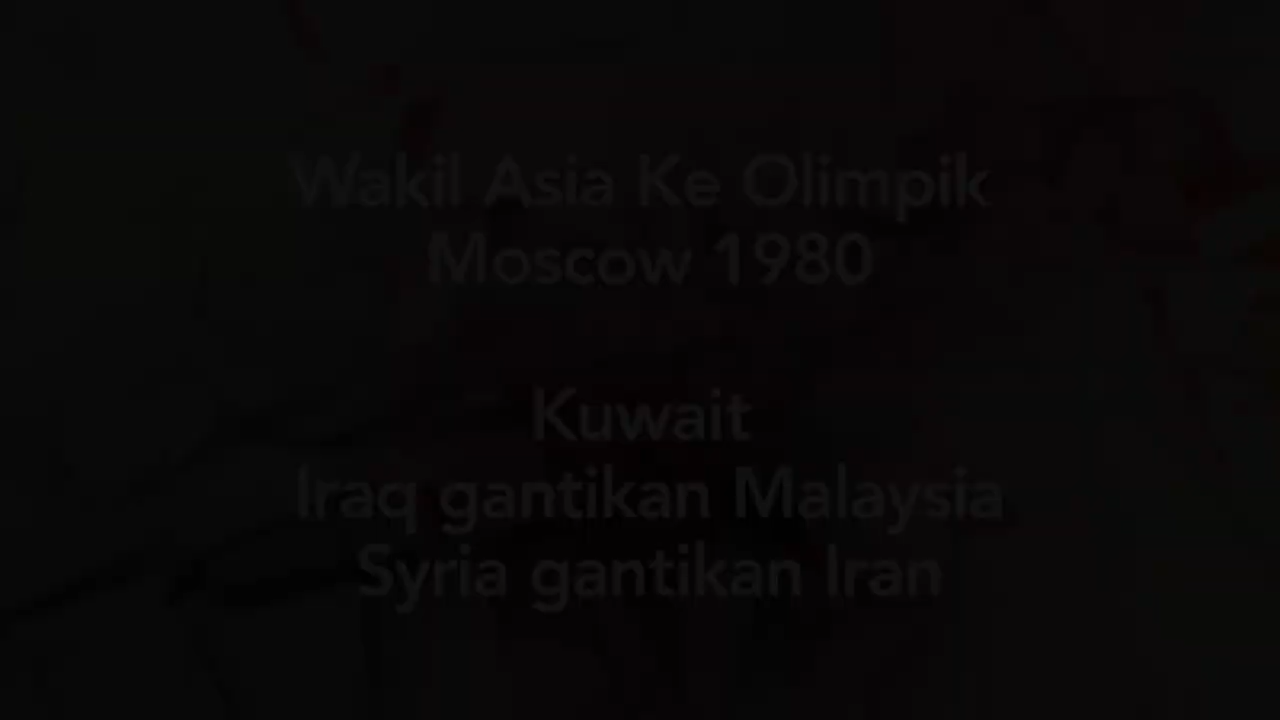 Wakil Asia Ke Olimpik
Moscow 1980
Kuwait
Iraq gantikan Malaysia
Syria gantikan Iran